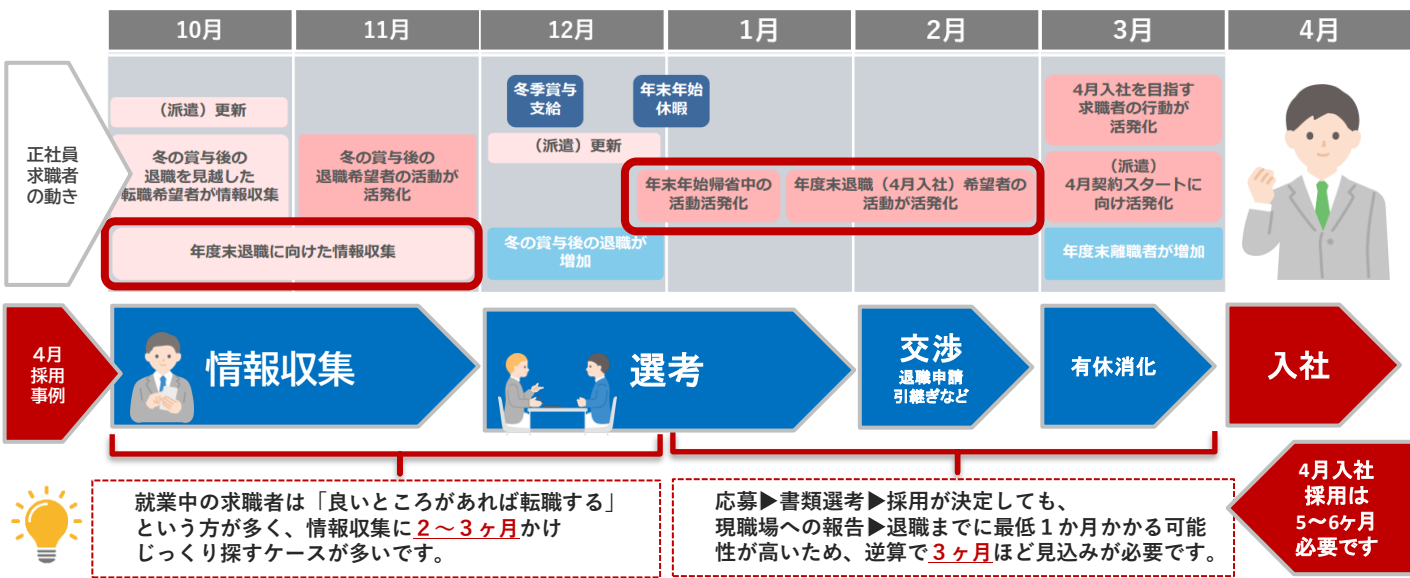 10月
11月
12月
1月
2月
3月
4月
正社員
求職者
の動き
（派遣）更新
冬の賞与後の
退職を見越した
転職希望者が情報収集
冬の賞与後の
退職希望者の活動が
活発化
年度末退職に向けた情報収集
冬季賞与
支給
年末年始
休暇
（派遣）更新
年末年始帰省中の
活動活発化
年度末退職（4月入社）希望者の
活動が活発化
冬の賞与後の退職が
増加
4月入社を目指す
求職者の行動が
活発化
（派遣）
4月契約スタートに
向け活発化
年度末離職者が増加
4月
採用
事例
情報収集
選考
交渉
退職申請
引継ぎなど
有休消化
入社
就業中の求職者は「良いところがあれば転職する」
という方が多く、情報収集に２～３ヶ月かけ
じっくり探すケースが多いです。
応募▶書類選考▶採用が決定しても、
現職場への報告▶退職までに最低１か月かかる可能
性が高いため、逆算で３ヶ月ほど見込みが必要です。
4月入社
採用は
5～6ケ月
必要です